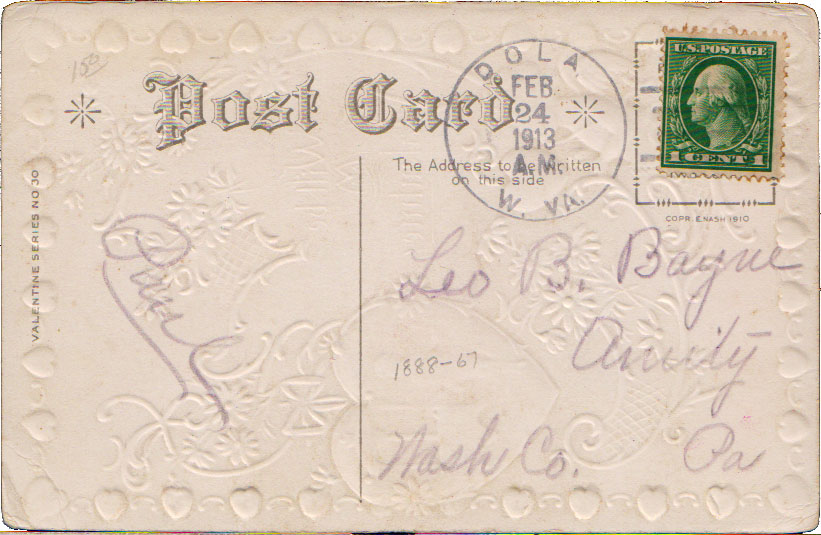 Post Card
15¢
DOLA
FEB
24
1913
A.M.
W. VA.
U.S. POSTAGE
1 CENT 1
The Address to be Written
on this side
COPR. E. NASH 1910
VALENTINE SERIES NO 30
Leo B. Bayne
Amity
1888-67
Wash Co. Pa